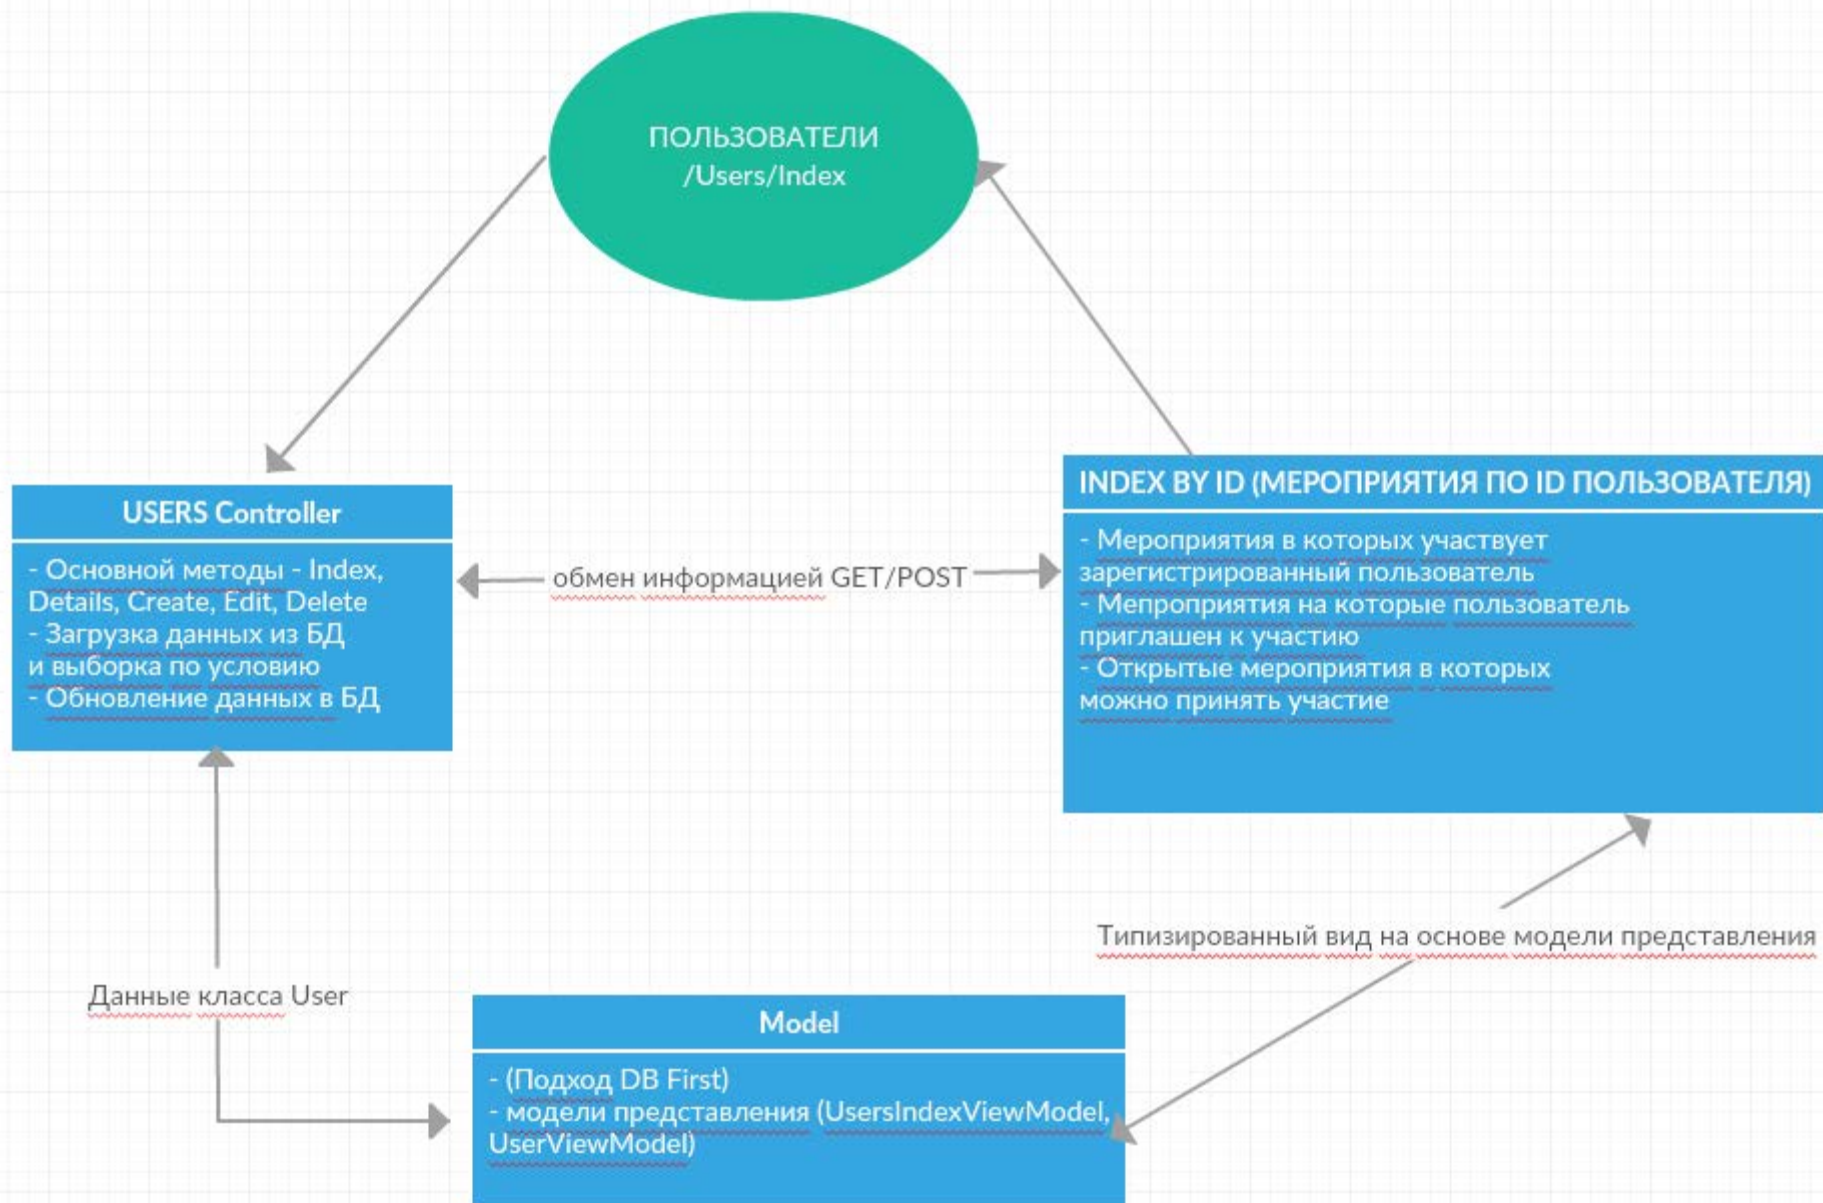 ПОЛЬЗОВАТЕЛИ
/Users/Index
USERS Controller
- Основной методы - Index,
Details, Create, Edit, Delete
- Загрузка данных из БД
и выборка по условию
- Обновление данных в БД
обмен информацией GET/POST
INDEX BY ID (МЕРОПРИЯТИЯ ПО ID ПОЛЬЗОВАТЕЛЯ)
- Мероприятия в которых участвует
зарегистрированный пользователь
- Мепроприятия на которые пользователь
приглашен к участию
- Открытые мероприятия в которых
можно принять участие
Типизированный вид на основе модели представления
Данные класса User
Model
- (Подход DB First)
- модели представления (UsersIndexViewModel,
UserViewModel)